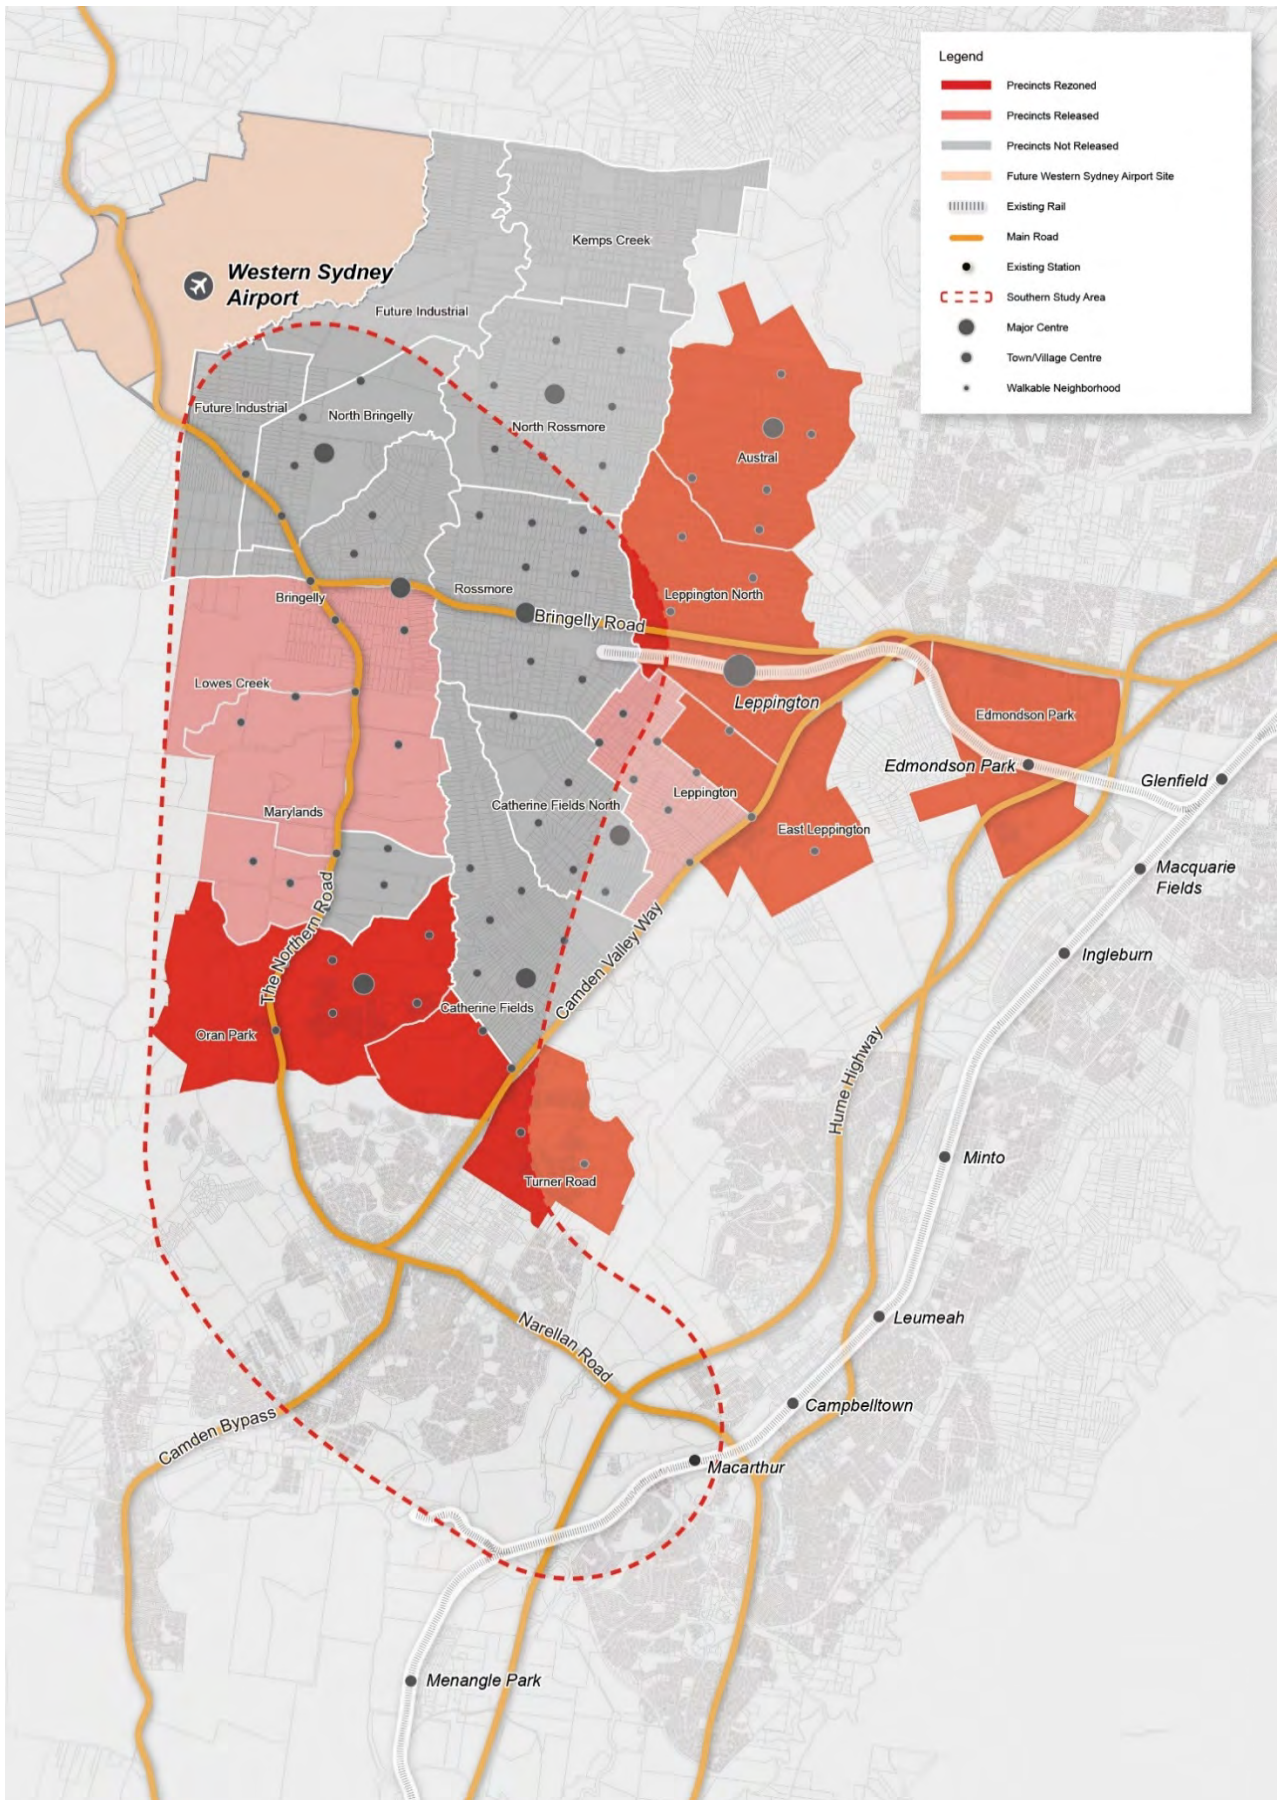 Legend
Precincts Rezoned
Precincts Released
Precincts Not Released
Future Western Sydney Airport Site
Existing Rail
Main Road
Existing Station
Southern Study Area
Major Centre
Town/Village Centre
Walkable Neighborhood
Kemps Creek
Western Sydney
Airport
Future Industrial
Future Industrial
North Bringelly
North Rossmore
Austral
Bringelly
Rossmore
Leppington North
Bringelly Road
Lowes Creek
Leppington
Edmondson Park
Edmondson Park
Glenfield
Leppington
Catherine Fields North
Marylands
East Leppington
Macquarie
Fields
The Northern Road
Camden Valley Way
Ingleburn
Catherine Fields
Oran Park
Hume Highway
Minto
Turner Road
Leumeah
Narellan Road
Campbelltown
Camden Bypass
Macarthur
Menangle Park